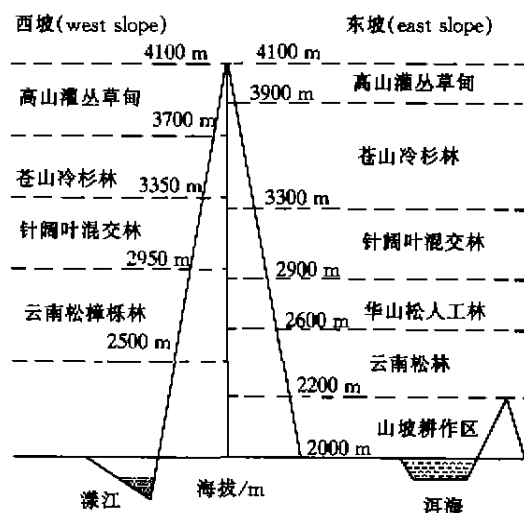 西坡(west slope)
东坡(east slope)
4100 m
4100 m
高山灌丛草甸
高山灌丛草甸
3900 m
3700 m
苍山冷杉林
苍山冷杉林
3350 m
3300 m
针阔叶混交林
针阔叶混交林
2950 m
2900 m
云南松樟栎林
华山松人工林
2600 m
2500 m
云南松林
2200 m
山坡耕作区
2000 m
漾江
海拔/m
洱海